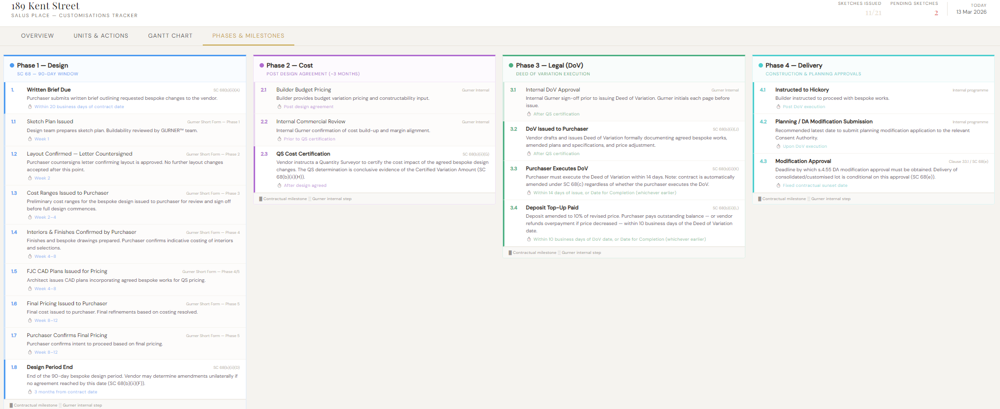 189 Kent Street
SALUS PLACE — CUSTOMISATIONS TRACKER
SKETCHES ISSUED
11/21
PENDING SKETCHES
2
TODAY
13 Mar 2026
OVERVIEW
UNITS & ACTIONS
GANTT CHART
PHASES & MILESTONES
Phase 1 — Design
SC 68 — 90-DAY WINDOW
1. Written Brief Due SC 68(b)(ii)(A)
Purchaser submits written brief outlining requested bespoke changes to the vendor.
Within 20 business days of contract date
1.1 Sketch Plan Issued Gurner Short Form — Phase 1
Design team prepares sketch plan. Buildability reviewed by GURNER™ team.
Week 1
1.2 Layout Confirmed — Letter Countersigned Gurner Short Form — Phase 2
Purchaser countersigns letter confirming layout is approved. No further layout changes
accepted after this point.
Week 2
1.3 Cost Ranges Issued to Purchaser Gurner Short Form — Phase 3
Preliminary cost ranges for the bespoke design issued to purchaser for review and sign off
before full design commences.
Week 2–4
1.4 Interiors & Finishes Confirmed by Purchaser Gurner Short Form — Phase 4
Finishes and bespoke drawings prepared. Purchaser confirms indicative costing of interiors
and selections.
Week 4–8
1.5 FJC CAD Plans Issued for Pricing Gurner Short Form — Phase 4/5
Architect issues CAD plans incorporating agreed bespoke works for QS pricing.
Week 4–8
1.6 Final Pricing Issued to Purchaser Gurner Short Form — Phase 5
Final cost issued to purchaser. Final refinements based on costing resolved.
Week 8–12
1.7 Purchaser Confirms Final Pricing Gurner Short Form — Phase 5
Purchaser confirms intent to proceed based on final pricing.
Week 8–12
1.8 Design Period End SC 68(b)(ii)(D)
End of the 90-day bespoke design period. Vendor may determine amendments unilaterally if
no agreement reached by this date (SC 68(b)(ii)(F)).
3 months from contract date
Contractual milestone Gurner internal step
Phase 2 — Cost
POST DESIGN AGREEMENT (~3 MONTHS)
2.1 Builder Budget Pricing Gurner Internal
Builder provides budget variation pricing and constructability input.
Post design agreement
2.2 Internal Commercial Review Gurner Internal
Internal Gurner confirmation of cost build-up and margin alignment.
Prior to QS certification
2.3 QS Cost Certification SC 68(b)(ii)(G)
Vendor instructs a Quantity Surveyor to certify the cost impact of the agreed bespoke design
changes. The QS determination is conclusive evidence of the Certified Variation Amount (SC
68(b)(ii)(H)).
After design agreed
Contractual milestone Gurner internal step
Phase 3 — Legal (DoV)
DEED OF VARIATION EXECUTION
3.1 Internal DoV Approval Gurner Internal
Internal Gurner sign-off prior to issuing Deed of Variation. Gurner initials each page before
issue.
After QS certification
3.2 DoV Issued to Purchaser SC 68(b)(ii)(J)
Vendor drafts and issues Deed of Variation formally documenting agreed bespoke works,
amended plans and specifications, and price adjustment.
After QS certification
3.3 Purchaser Executes DoV SC 68(b)(ii)(K)
Purchaser must execute the Deed of Variation within 14 days. Note: contract is automatically
amended under SC 68(c) regardless of whether the purchaser executes the DoV.
Within 14 days of issue, or Date for Completion (whichever earlier)
3.4 Deposit Top-Up Paid SC 68(b)(ii)(L)
Deposit amended to 10% of revised price. Purchaser pays outstanding balance — or vendor
refunds overpayment if price decreased — within 10 business days of the Deed of Variation
date.
Within 10 business days of DoV date, or Date for Completion (whichever earlier)
Contractual milestone Gurner internal step
Phase 4 — Delivery
CONSTRUCTION & PLANNING APPROVALS
4.1 Instructed to Hickory Internal programme
Builder instructed to proceed with bespoke works.
Post DoV execution
4.2 Planning / DA Modification Submission Internal programme
Recommended latest date to submit planning modification application to the relevant
Consent Authority.
Upon DoV execution
4.3 Modification Approval Clause 33.1 / SC 68(e)
Deadline by which s.4.55 DA modification approval must be obtained. Delivery of
consolidated/customised lot is conditional on this approval (SC 68(e)).
Fixed contractual sunset date
Contractual milestone Gurner internal step